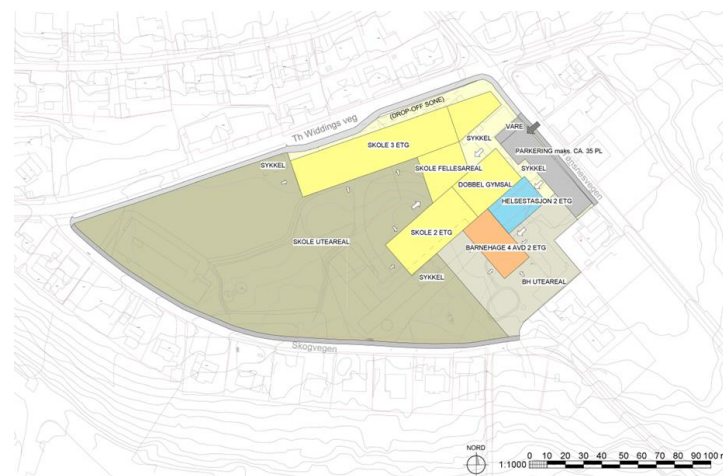 (DROP-OFF SONE)
Th Widdings veg
VARE
SYKKEL
SKOLE 3 ETG
PARKERING maks. CA. 35 PL
SYKKEL
SKOLE FELLESAREAL
SYKKEL
DOBBEL GYMSAL
HELSESTASJON 2 ETG
SKOLE 2 ETG
SKOLE UTEAREAL
BARNEHAGE 4 AVD 2 ETG
SYKKEL
BH UTEAREAL
Skogvegen
NORD
1:1000
0 10 20 30 40 50 60 70 80 90 100 m